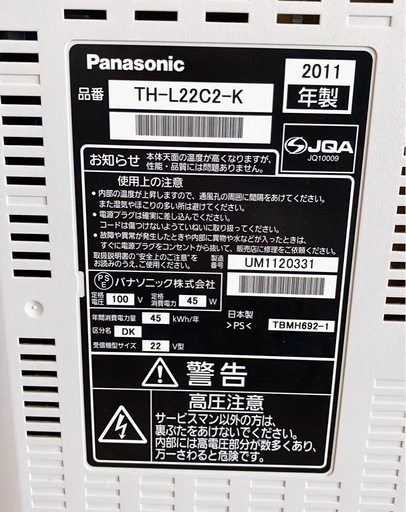 Panasonic
2011
年製
品番
TH-L22C2-K
JQA
JQ10009
お知らせ
本体天面の温度が高くなりますが、
性能・品質には問題ありません。
使用上の注意
・内部の温度が上昇しますので、通風孔の周囲に間隔をあけてください。
また湿気やほこりの多い所は避けてください。
・電源プラグは確実に差し込んでください。
コードは傷つけないようていねいに取り扱ってください。
・故障や異常が発生したときや内部に異物や水などが入ったときは、
すぐに電源プラグをコンセントから抜いて、販売店に修理をご依頼ください。
取扱説明書の"安全上のご注意"を
お読みのうえ、ご使用ください。
製造
番号
UM1120331
PSE
パナソニック株式会社
定格
電圧
100 V
定格
消費電力
45 W
年間消費電力量
45 kWh/年
区分名
DK
受信機型サイズ
22 V型
日本製
>PS<
TBMH692-1
警告
高圧注意
サービスマン以外の方は、
裏ぶたをあけないでください。
内部には高電圧部分が数多くあり、
万一さわると危険です。